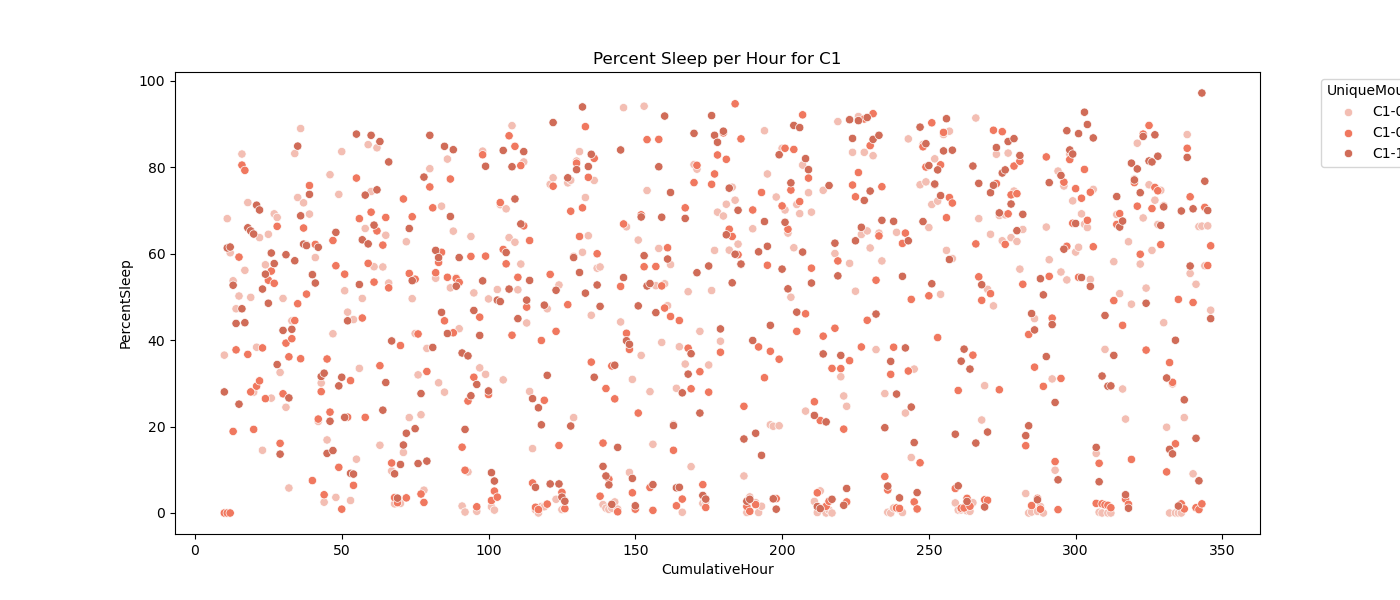 Percent Sleep per Hour for C1
100
80
60
40
20
0
PercentSleep
0 50 100 150 200 250 300 350
CumulativeHour
UniqueMou
C1-0
C1-0
C1-1